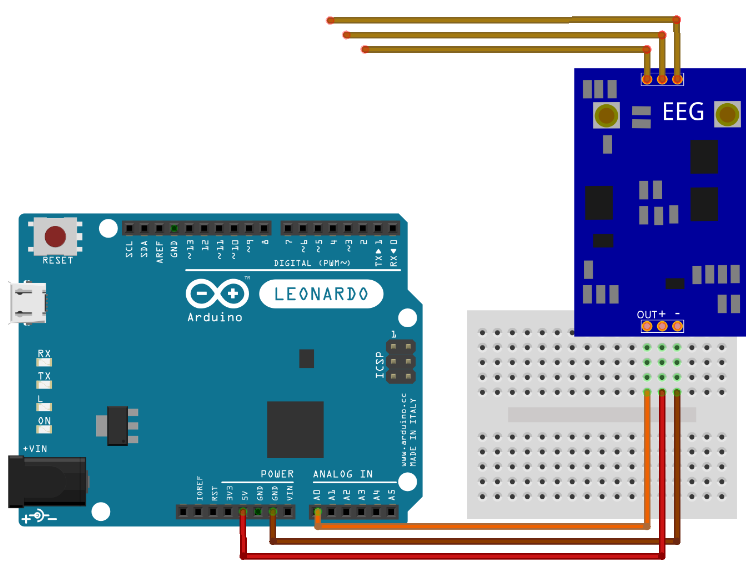 EEG
OUT+ -
RESET
SCL
SDA
AREF
GND
~13
12
~11
~10
~9
8
7
~6
~5
4
~3
2
TX▶1
RX◀0
DIGITAL (PWM~)
Arduino
™
LEONARDO
1
ICSP
RX
TX
L
ON
+VIN
www.arduino.cc
MADE IN ITALY
POWER
ANALOG IN
IOREF
RST
3V3
5V
GND
GND
VIN
A0
A1
A2
A3
A4
A5